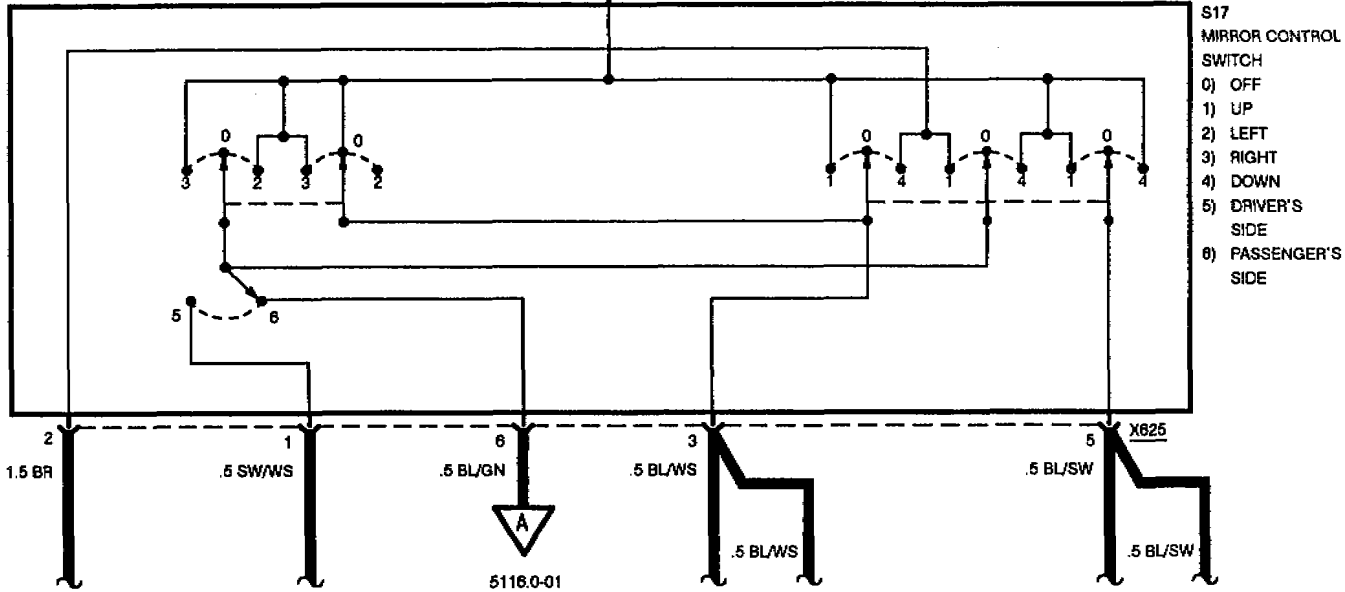 S17
MIRROR CONTROL
SWITCH
0) OFF
1) UP
2) LEFT
3) RIGHT
4) DOWN
5) DRIVER'S
SIDE
6) PASSENGER'S
SIDE
0 0 0 0 0
3 2 3 2 1 4 1 4 1 4
5 6
2 1 6 3 5 X625
1.5 BR .5 SW/WS .5 BL/GN .5 BL/WS .5 BL/SW
A
.5 BL/WS .5 BL/SW
5116.0-01